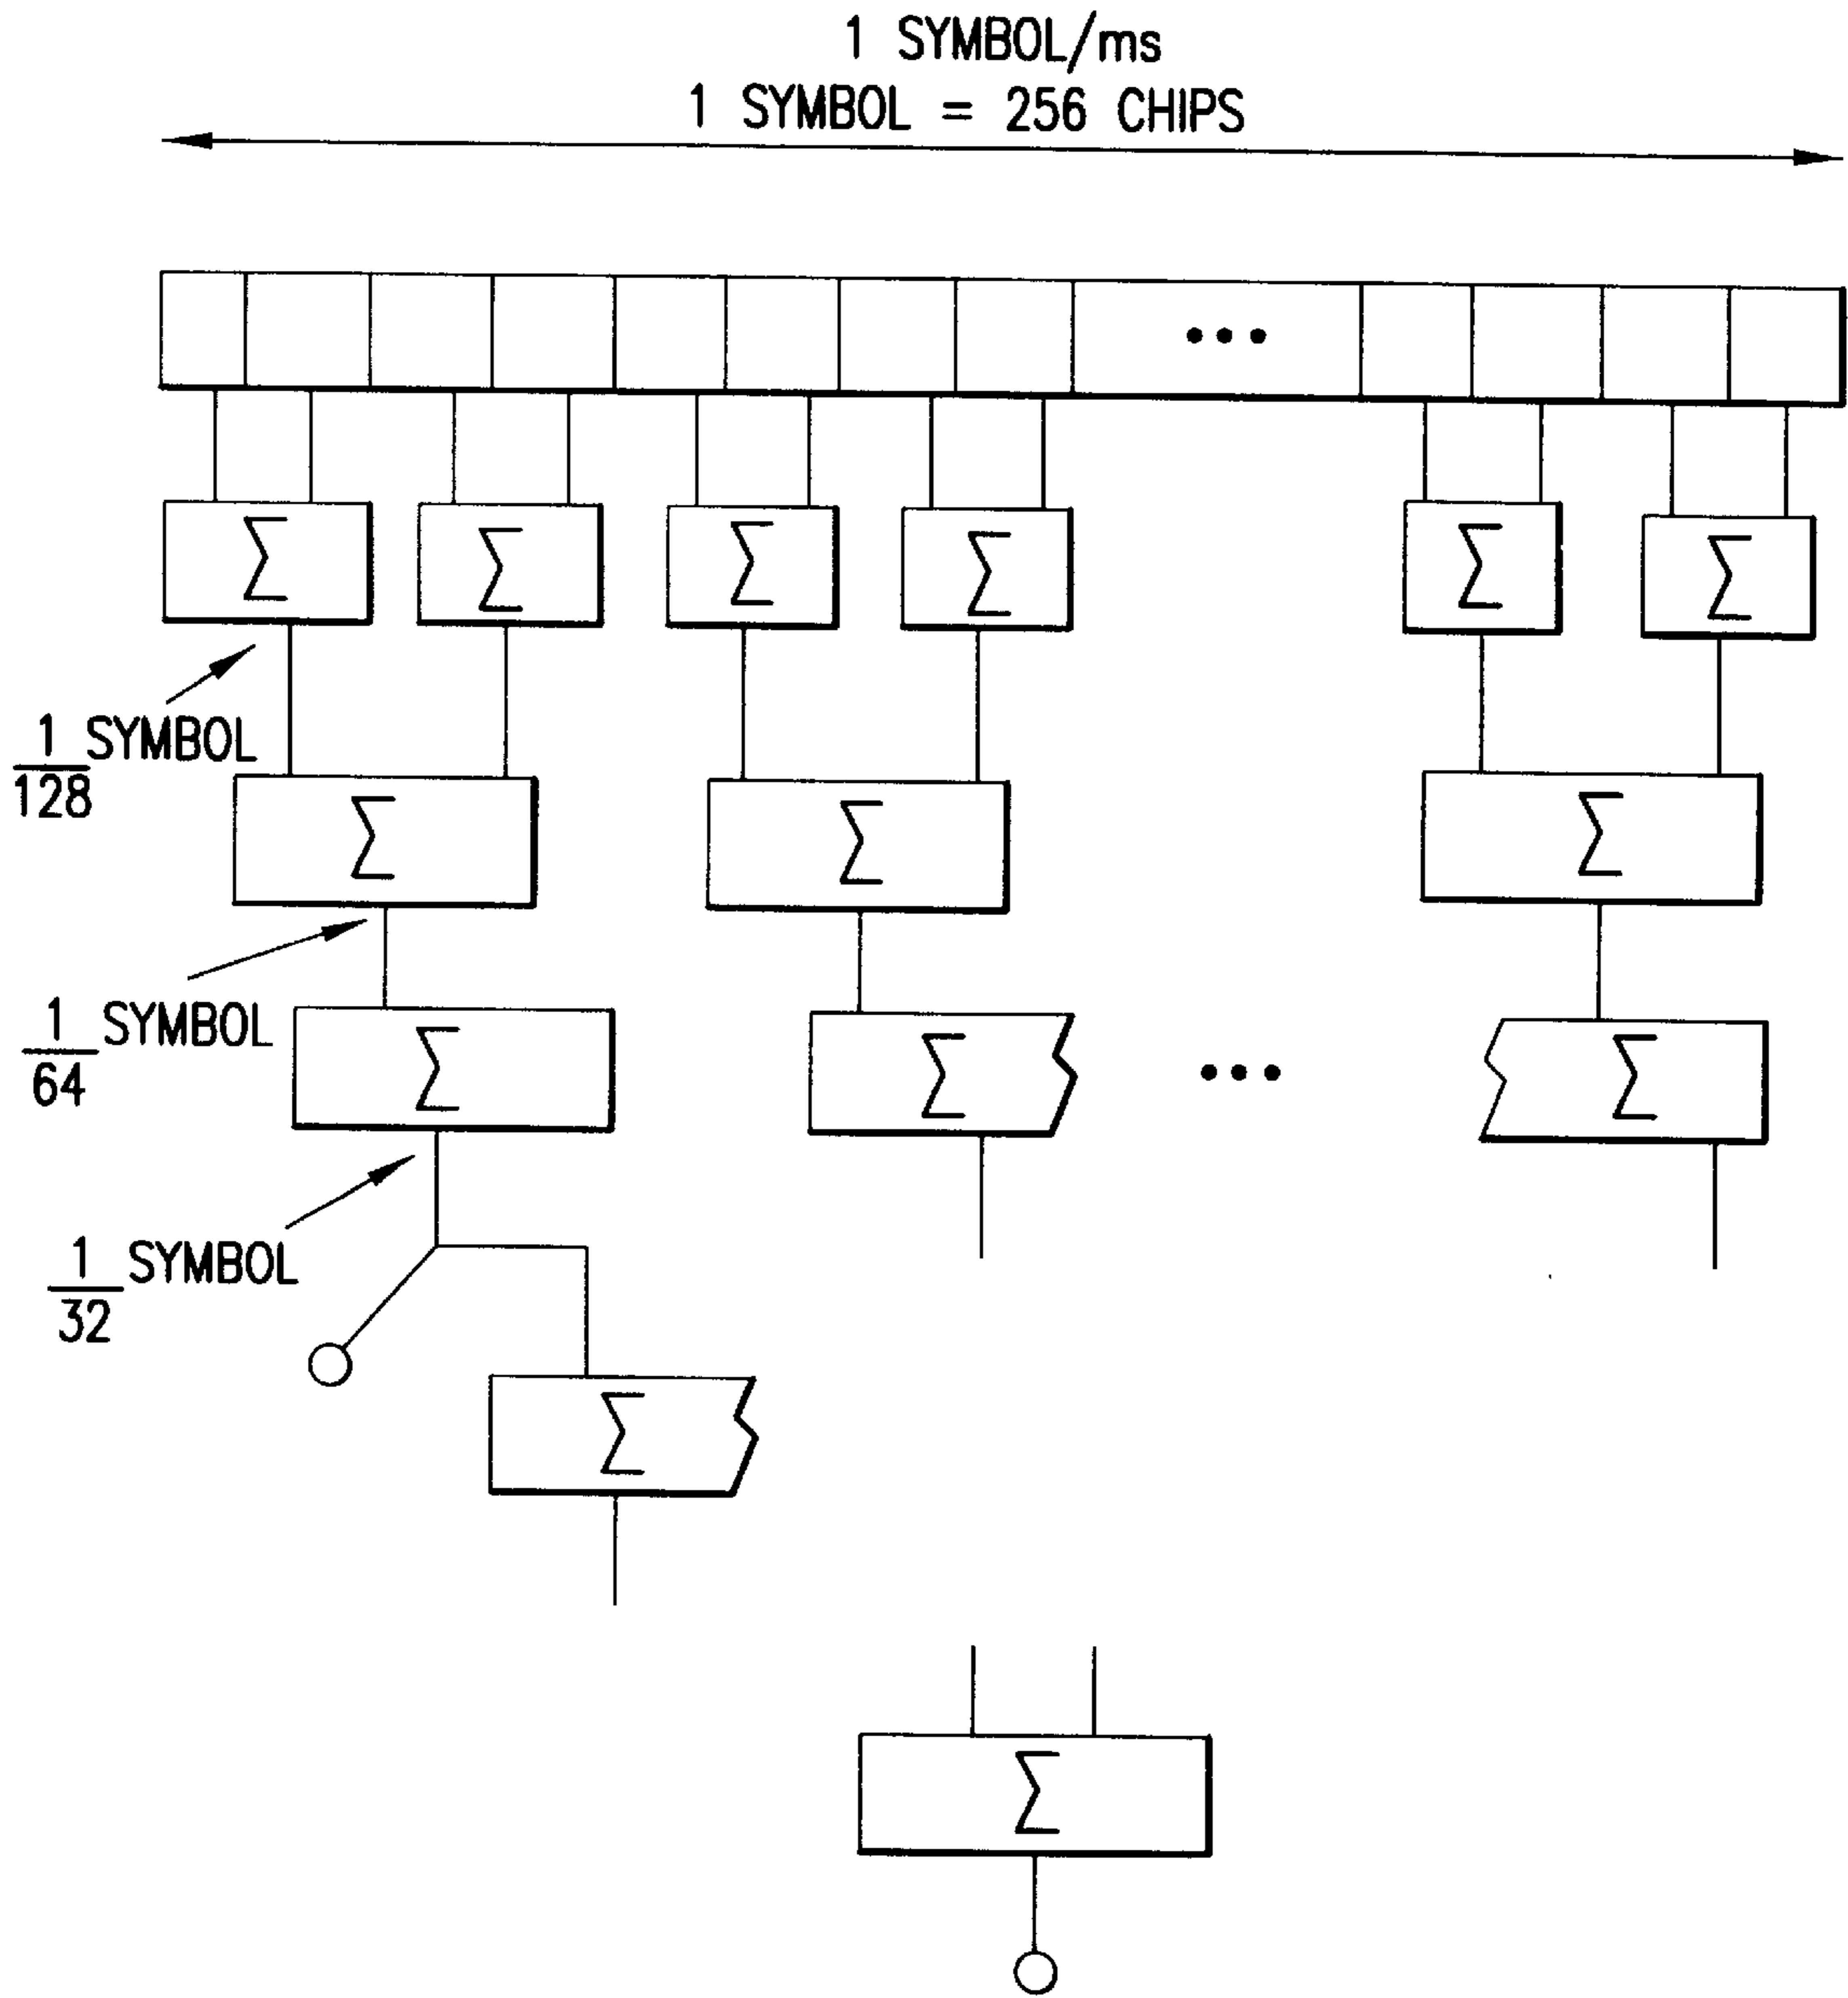 1 SYMBOL/ms
1 SYMBOL = 256 CHIPS
•••
Σ Σ Σ Σ Σ Σ
1/128 SYMBOL
Σ Σ Σ
1/64 SYMBOL
Σ Σ ••• Σ
1/32 SYMBOL
Σ
Σ